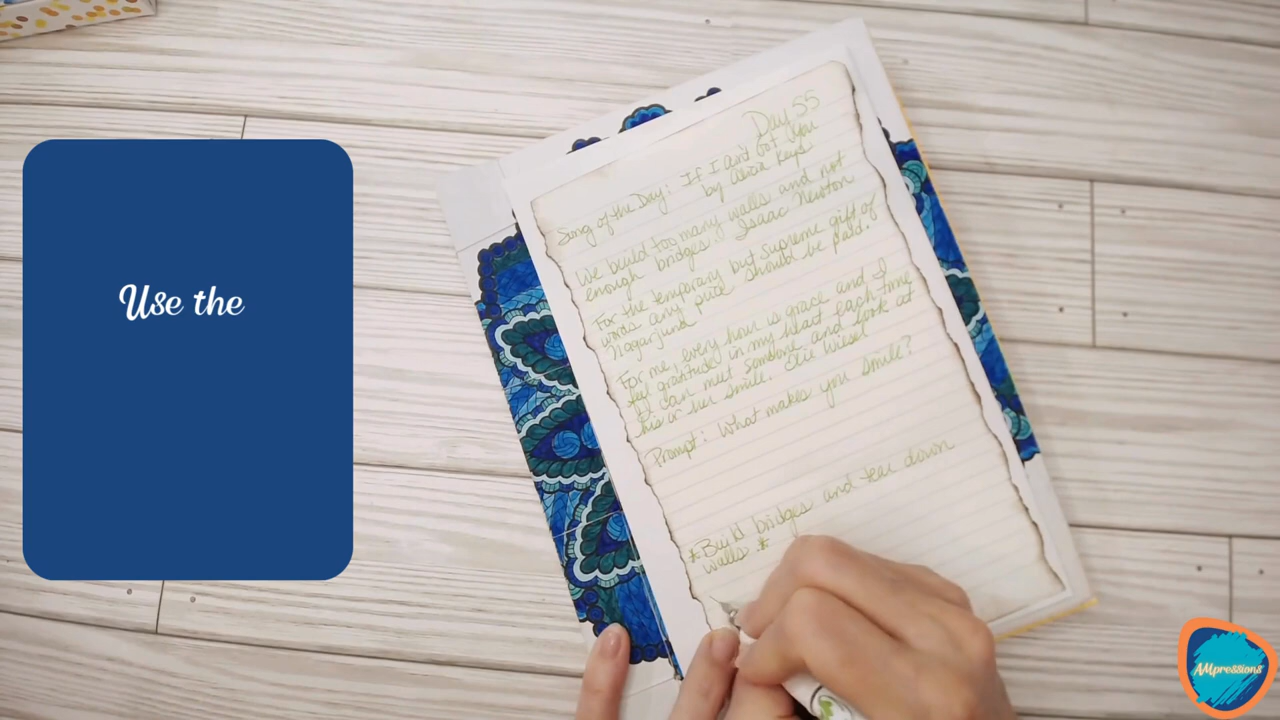 Use the
Day 55
Song of the Day: If I Ain't Got You
by Alicia Keys
We build too many walls and not
enough bridges. Isaac Newton
For the temporary but supreme gift of
words any price should be paid.
Nagarjuna
For me, every hour is grace and I
feel gratitude in my heart each time
I can meet someone and look at
his or her smile. Elie Wiesel
Prompt: What makes you smile?
*Build bridges and tear down
walls *
AMpressions